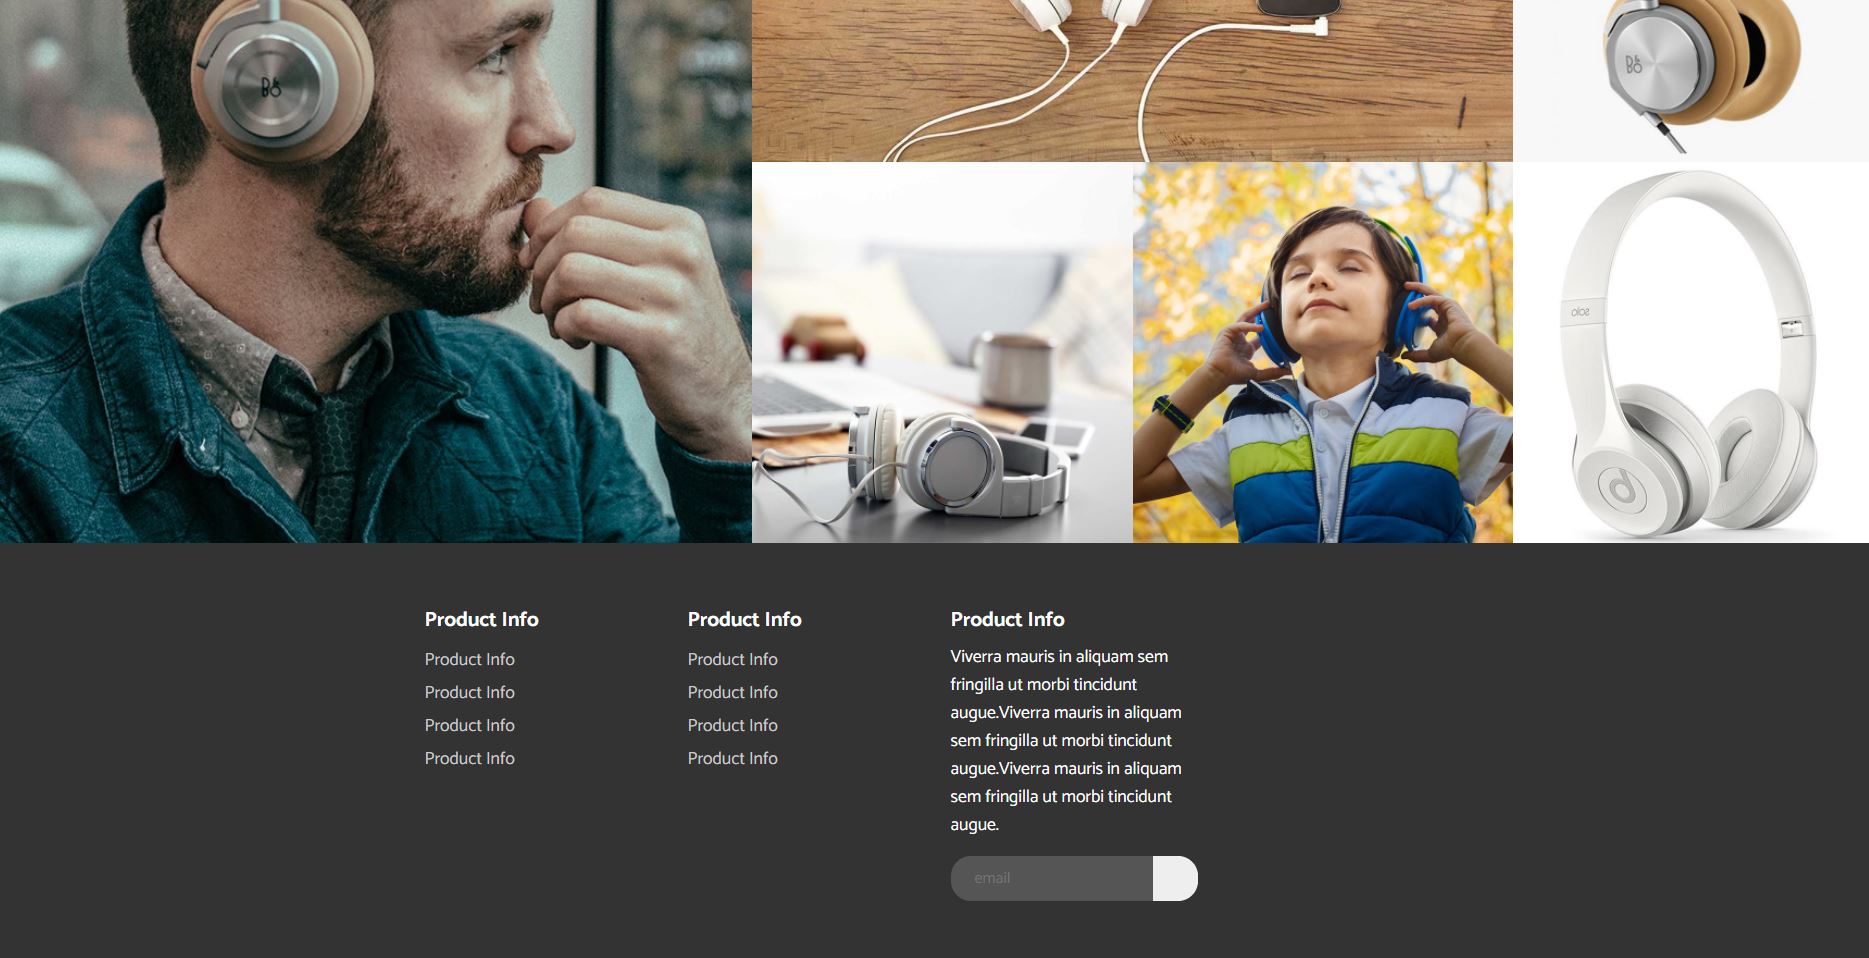 B&O
B&O
solo
Product Info
Product Info
Product Info
Product Info
Product Info
Product Info
Product Info
Product Info
Product Info
Product Info
Product Info
Viverra mauris in aliquam sem
fringilla ut morbi tincidunt
augue.Viverra mauris in aliquam
sem fringilla ut morbi tincidunt
augue.Viverra mauris in aliquam
sem fringilla ut morbi tincidunt
augue.
email